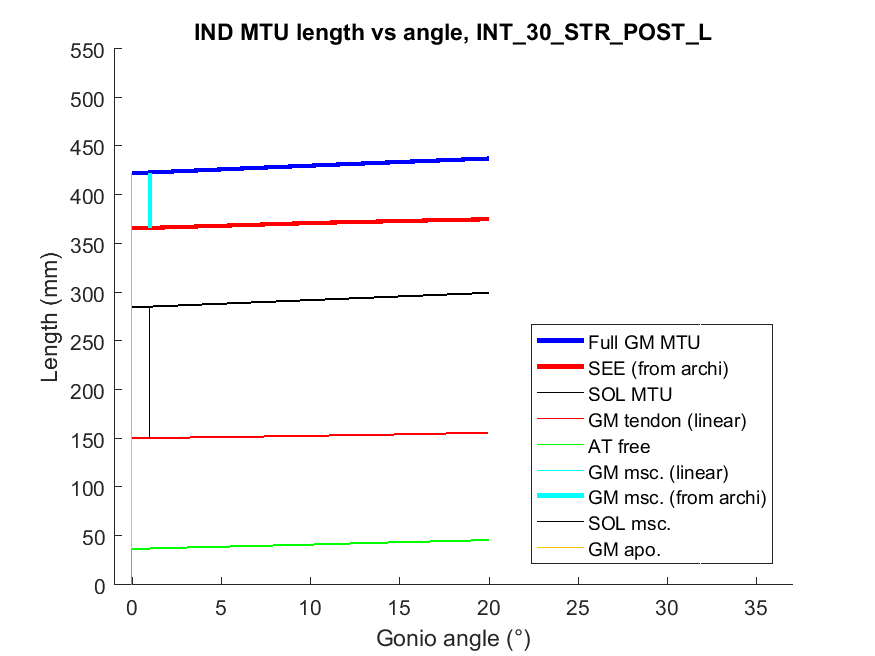 IND MTU length vs angle, INT_30_STR_POST_L
550
500
450
400
350
300
250
200
150
100
50
0
Length (mm)
0 5 10 15 20 25 30 35
Gonio angle (°)
Full GM MTU
SEE (from archi)
SOL MTU
GM tendon (linear)
AT free
GM msc. (linear)
GM msc. (from archi)
SOL msc.
GM apo.